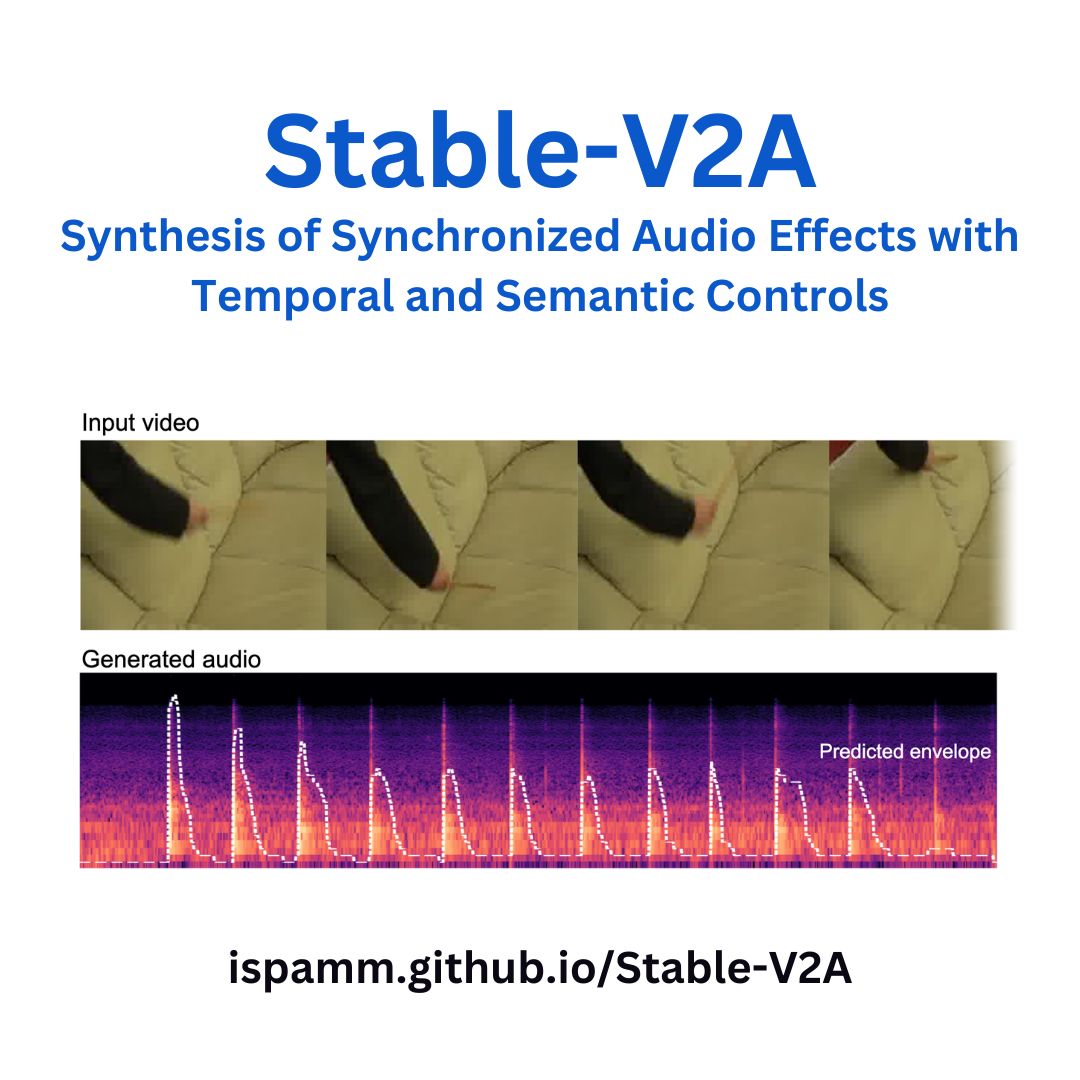 Stable-V2A
Synthesis of Synchronized Audio Effects with
Temporal and Semantic Controls
Input video
Generated audio
Predicted envelope
ispamm.github.io/Stable-V2A